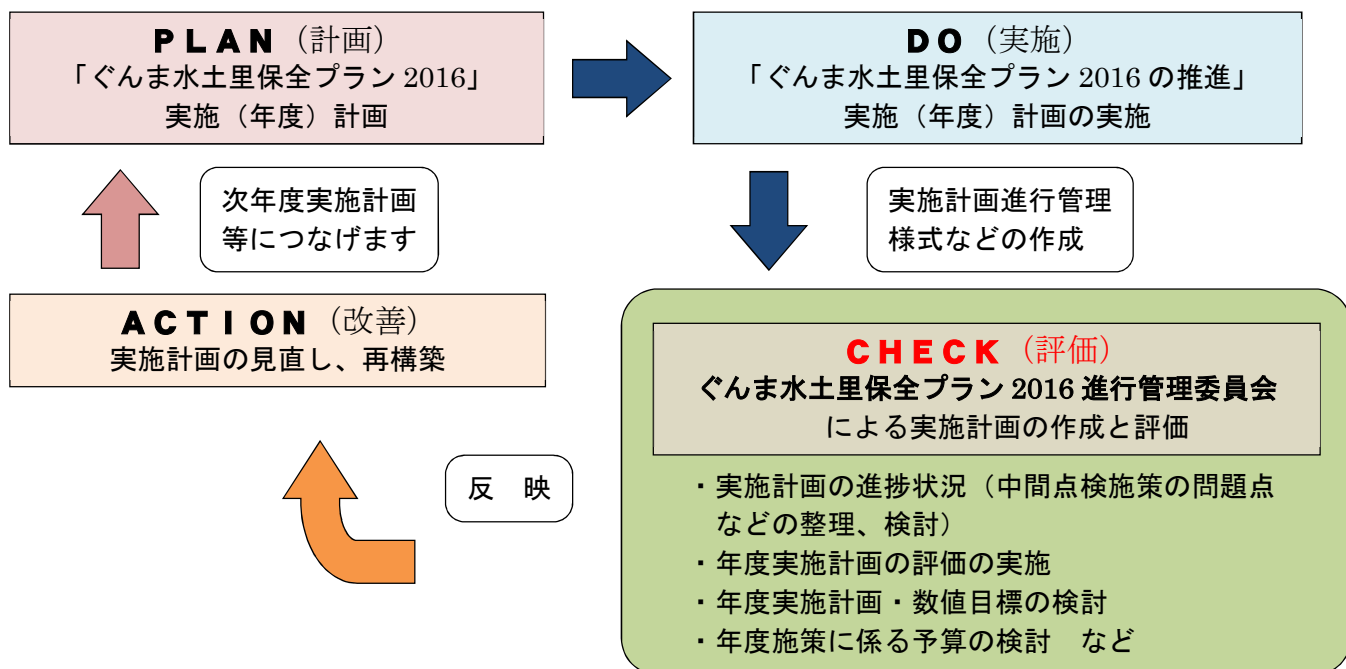 PLAN（計画）
「ぐんま水土里保全プラン 2016」
実施（年度）計画
DO（実施）
「ぐんま水土里保全プラン 2016 の推進」
実施（年度）計画の実施
次年度実施計画
等につなげます
実施計画進行管理
様式などの作成
ACTION（改善）
実施計画の見直し、再構築
CHECK（評価）
ぐんま水土里保全プラン 2016 進行管理委員会
による実施計画の作成と評価
反　映
・実施計画の進捗状況（中間点検施策の問題点
などの整理、検討）
・年度実施計画の評価の実施
・年度実施計画・数値目標の検討
・年度施策に係る予算の検討　など